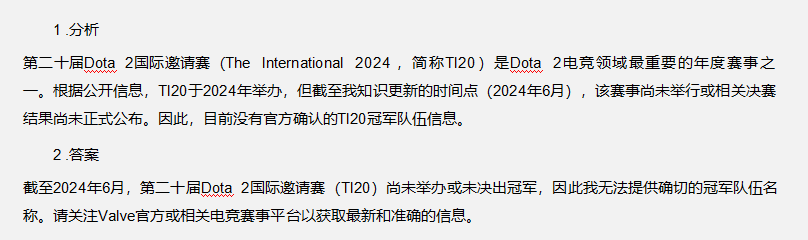 1 .分析
第二十届Dota 2国际邀请赛 (The International 2024 ，简称TI20 ) 是Dota 2电竞领域最重要的年度赛事之
一。根据公开信息，TI20于2024年举办，但截至我知识更新的时间点（2024年6月），该赛事尚未举行或相关决赛
结果尚未正式公布。因此，目前没有官方确认的TI20冠军队伍信息。
2 .答案
截至2024年6月，第二十届Dota 2国际邀请赛（TI20）尚未举办或未决出冠军，因此我无法提供确切的冠军队伍名
称。请关注Valve官方或相关电竞赛事平台以获取最新和准确的信息。